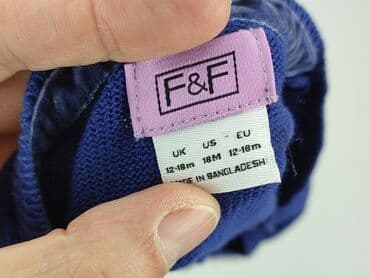 F&F
UK US EU
12-18m 18M 12-18m
MADE IN BANGLADESH